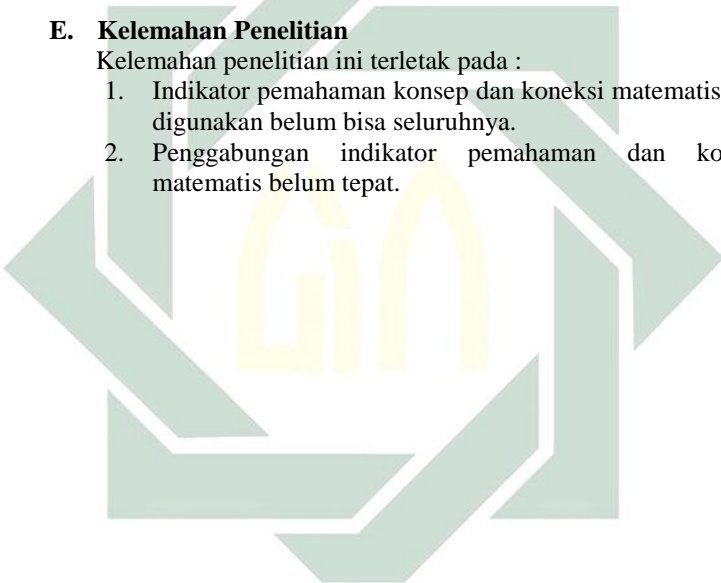 E. Kelemahan Penelitian
Kelemahan penelitian ini terletak pada :
1. Indikator pemahaman konsep dan koneksi matematis
digunakan belum bisa seluruhnya.
2. Penggabungan indikator pemahaman dan
matematis belum tepat.